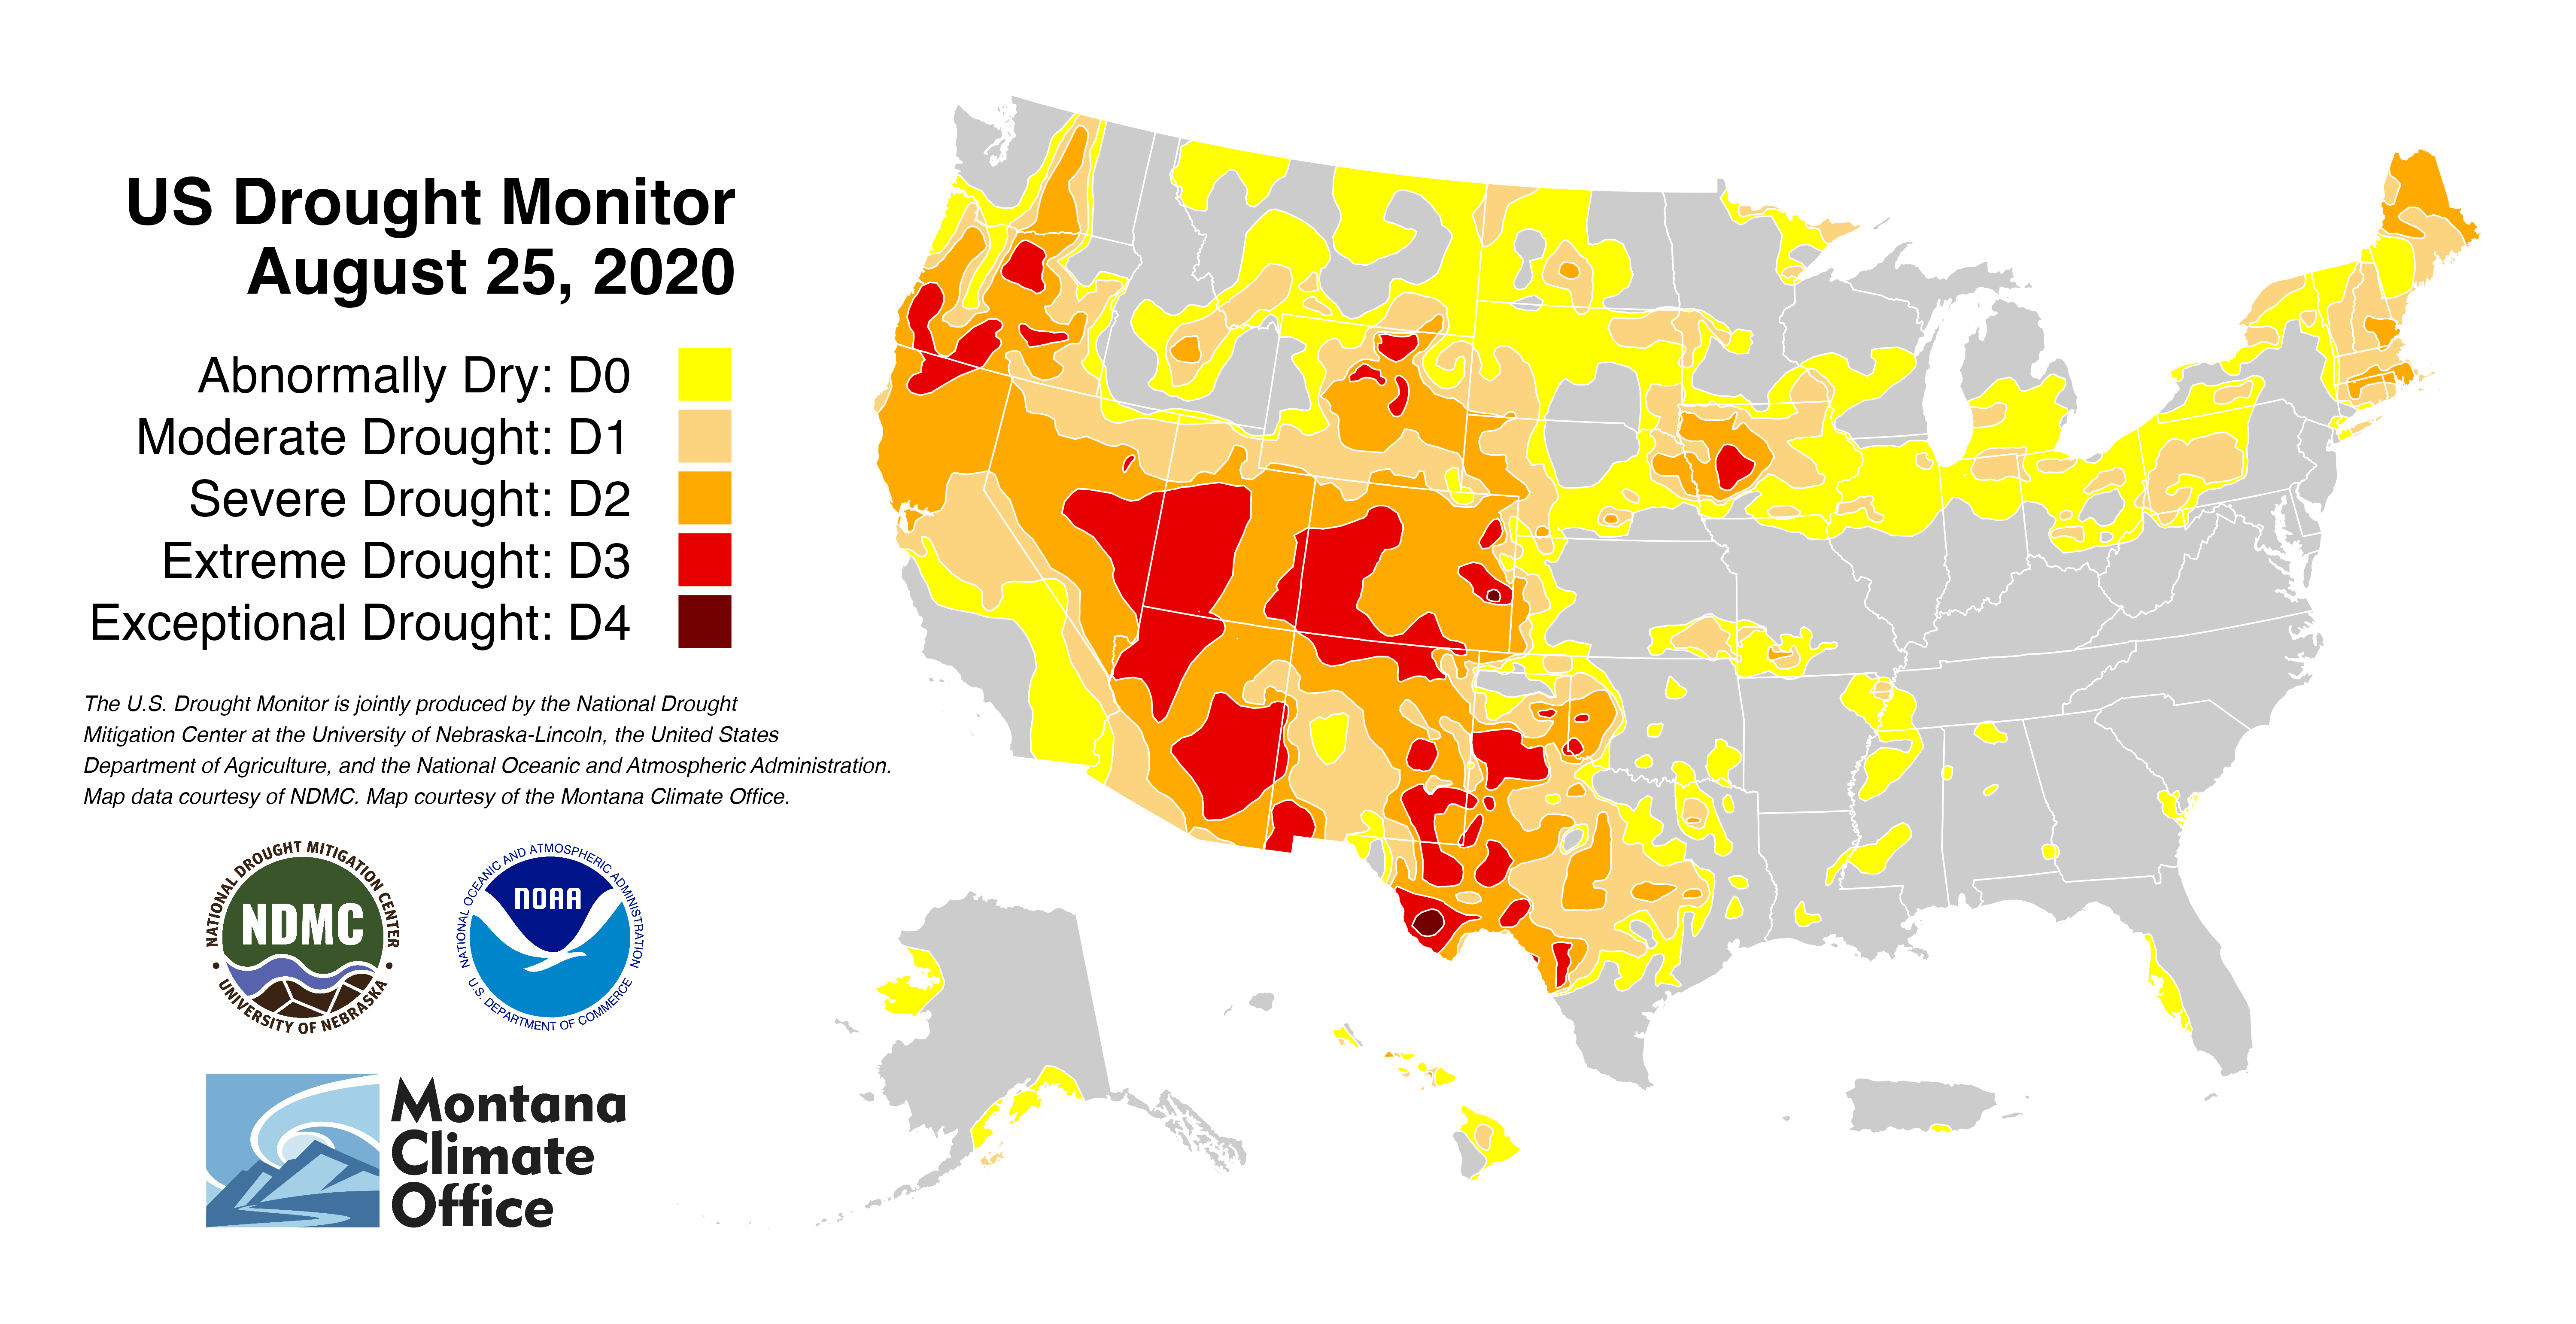 US Drought Monitor
August 25, 2020
Abnormally Dry: D0
Moderate Drought: D1
Severe Drought: D2
Extreme Drought: D3
Exceptional Drought: D4
The U.S. Drought Monitor is jointly produced by the National Drought
Mitigation Center at the University of Nebraska-Lincoln, the United States
Department of Agriculture, and the National Oceanic and Atmospheric Administration.
Map data courtesy of NDMC. Map courtesy of the Montana Climate Office.
NATIONAL DROUGHT MITIGATION CENTER
NDMC
• UNIVERSITY OF NEBRASKA •
NATIONAL OCEANIC AND ATMOSPHERIC ADMINISTRATION
NOAA
U.S. DEPARTMENT OF COMMERCE
Montana
Climate
Office